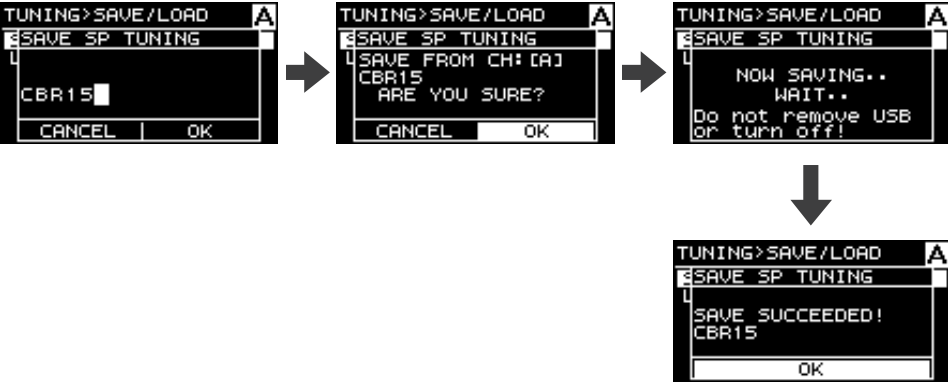 TUNING>SAVE/LOAD A
SAVE SP TUNING
CBR15
CANCEL OK
TUNING>SAVE/LOAD A
SAVE SP TUNING
SAVE FROM CH:[A]
CBR15
ARE YOU SURE?
CANCEL OK
TUNING>SAVE/LOAD A
SAVE SP TUNING
NOW SAVING..
WAIT..
Do not remove USB
or turn off!
TUNING>SAVE/LOAD A
SAVE SP TUNING
SAVE SUCCEEDED!
CBR15
OK